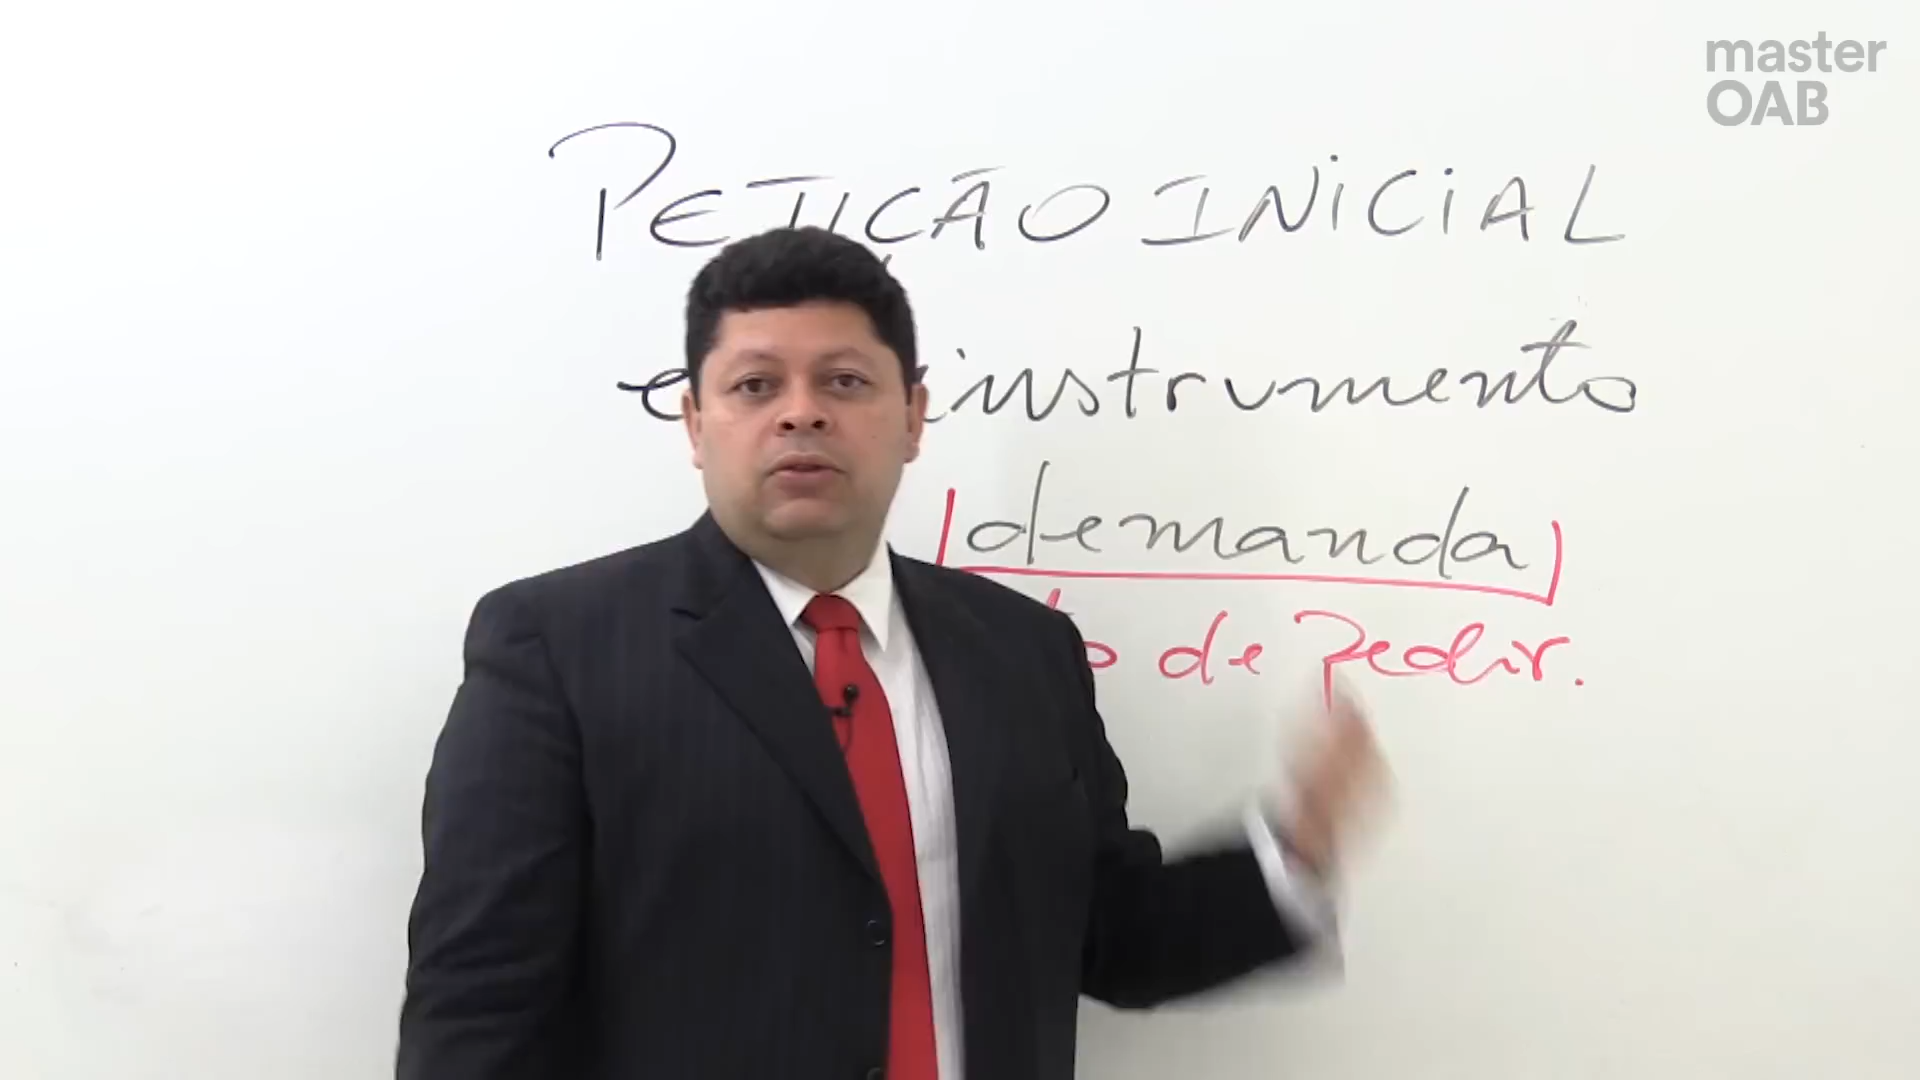 master
OAB
PETIÇÃO INICIAL
instrumento
demanda
de pedir.